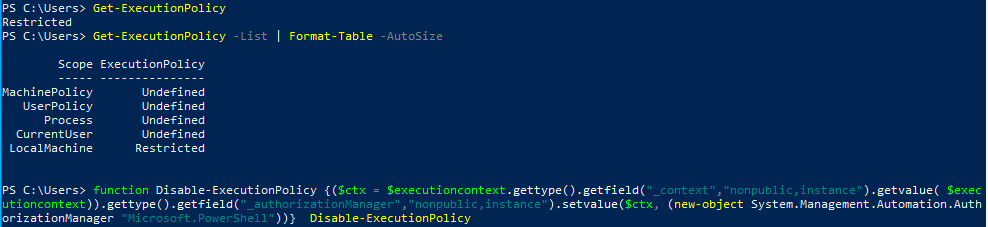 PS C:\Users> Get-ExecutionPolicy
Restricted
PS C:\Users> Get-ExecutionPolicy -List | Format-Table -AutoSize
Scope ExecutionPolicy
----- ---------------
MachinePolicy Undefined
UserPolicy Undefined
Process Undefined
CurrentUser Undefined
LocalMachine Restricted
PS C:\Users> function Disable-ExecutionPolicy {($ctx = $executioncontext.gettype().getfield("_context","nonpublic,instance").getvalue( $exec
utioncontext)).gettype().getfield("_authorizationManager","nonpublic,instance").setvalue($ctx, (new-object System.Management.Automation.Auth
orizationManager "Microsoft.PowerShell"))}  Disable-ExecutionPolicy